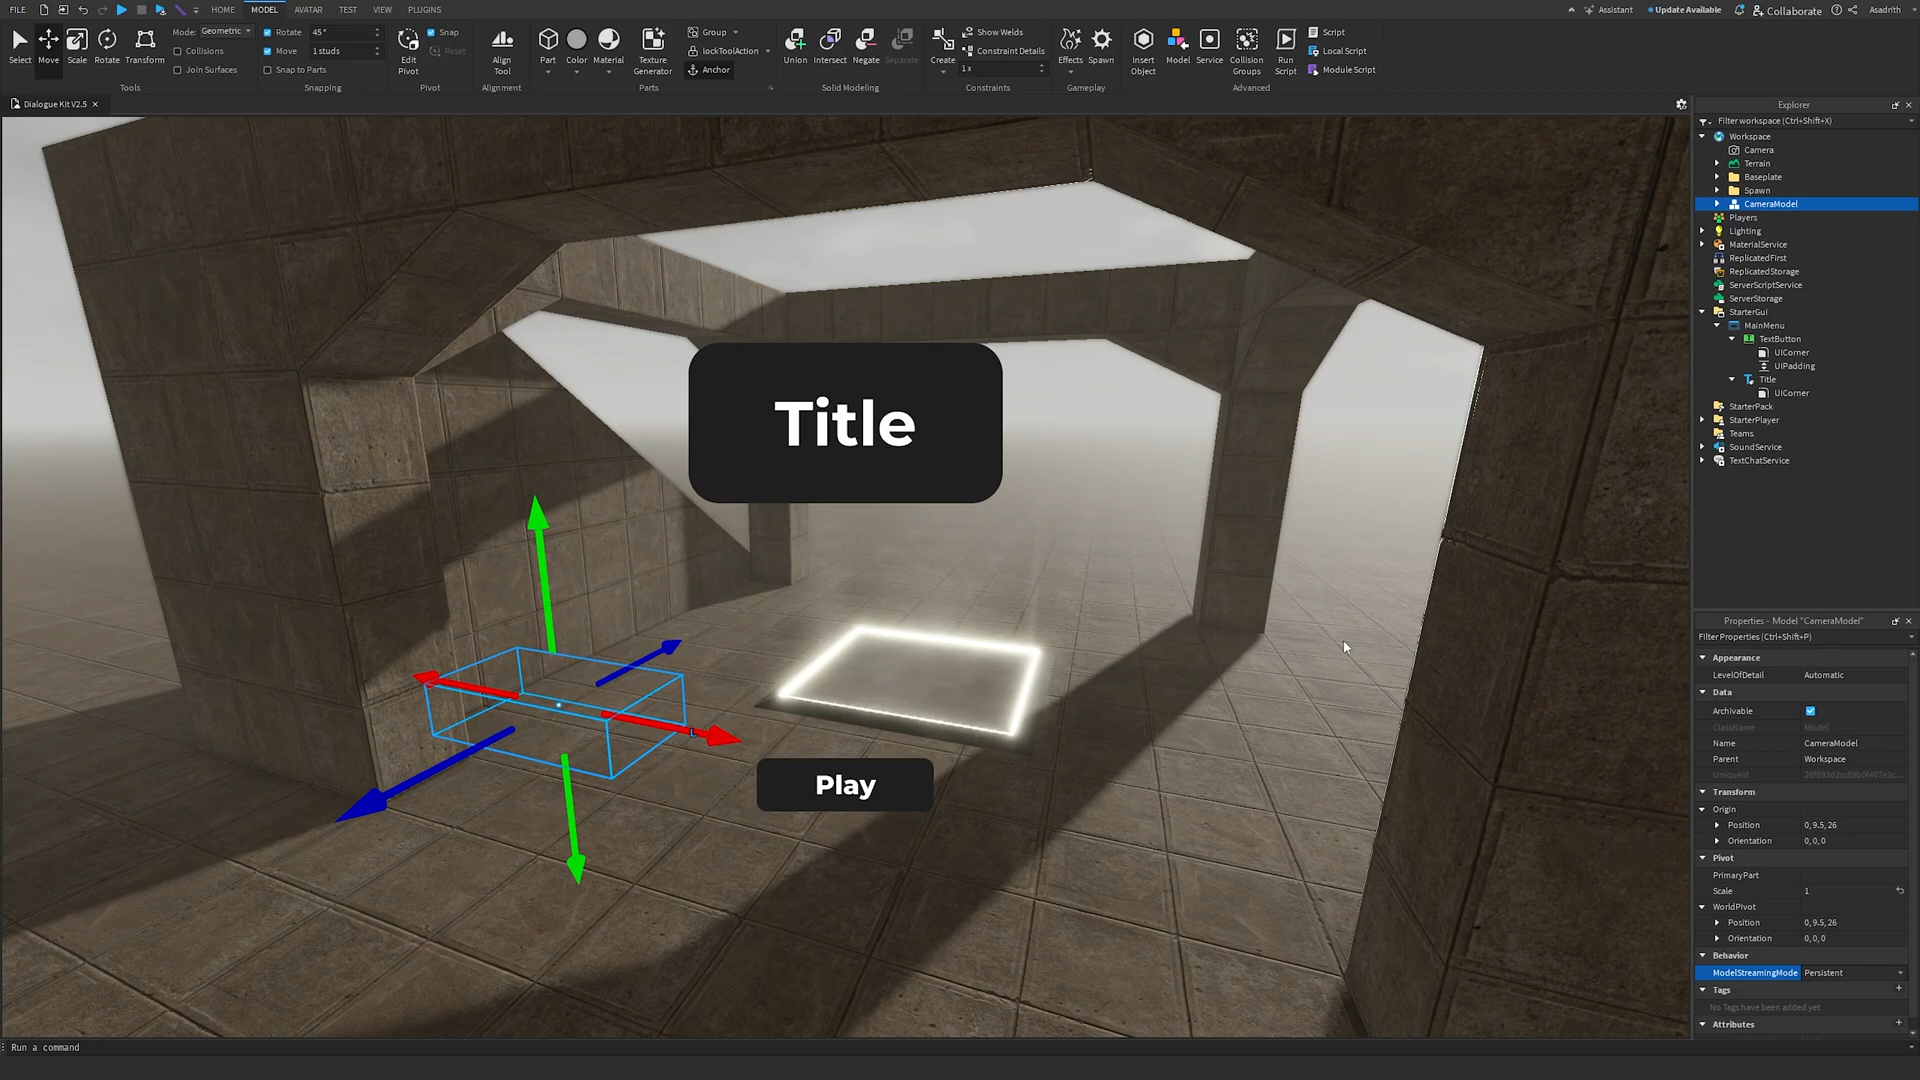 FILE HOME MODEL AVATAR TEST VIEW PLUGINS Assistant Update Available Collaborate Asadrith
Mode: Geometric Rotate 45° Snap Group Show Welds Script
Collisions Move 1 studs Reset lockToolAction Constraint Details Local Script
Join Surfaces Snap to Parts Anchor 1x Module Script
Select Move Scale Rotate Transform Edit Pivot Align Tool Part Color Material Texture Generator Union Intersect Negate Separate Create Effects Spawn Insert Object Model Service Collision Groups Run Script
Tools Snapping Pivot Alignment Parts Solid Modeling Constraints Gameplay Advanced
Dialogue Kit V2.5
Explorer
Filter workspace (Ctrl+Shift+X)
Workspace
Camera
Terrain
Baseplate
Spawn
CameraModel
Players
Lighting
MaterialService
ReplicatedFirst
ReplicatedStorage
ServerScriptService
ServerStorage
StarterGui
MainMenu
TextButton
UICorner
UIPadding
Title
UICorner
StarterPack
StarterPlayer
Teams
SoundService
TextChatService
Title
L
Play
Properties - Model "CameraModel"
Filter Properties (Ctrl+Shift+P)
Appearance
LevelOfDetail Automatic
Data
Archivable
ClassName Model
Name CameraModel
Parent Workspace
UniqueId
Transform
Origin
Position 0, 9.5, 26
Orientation 0, 0, 0
Pivot
PrimaryPart
Scale 1
WorldPivot
Position 0, 9.5, 26
Orientation 0, 0, 0
Behavior
ModelStreamingMode Persistent
Tags
No Tags have been added yet
Attributes
Run a command